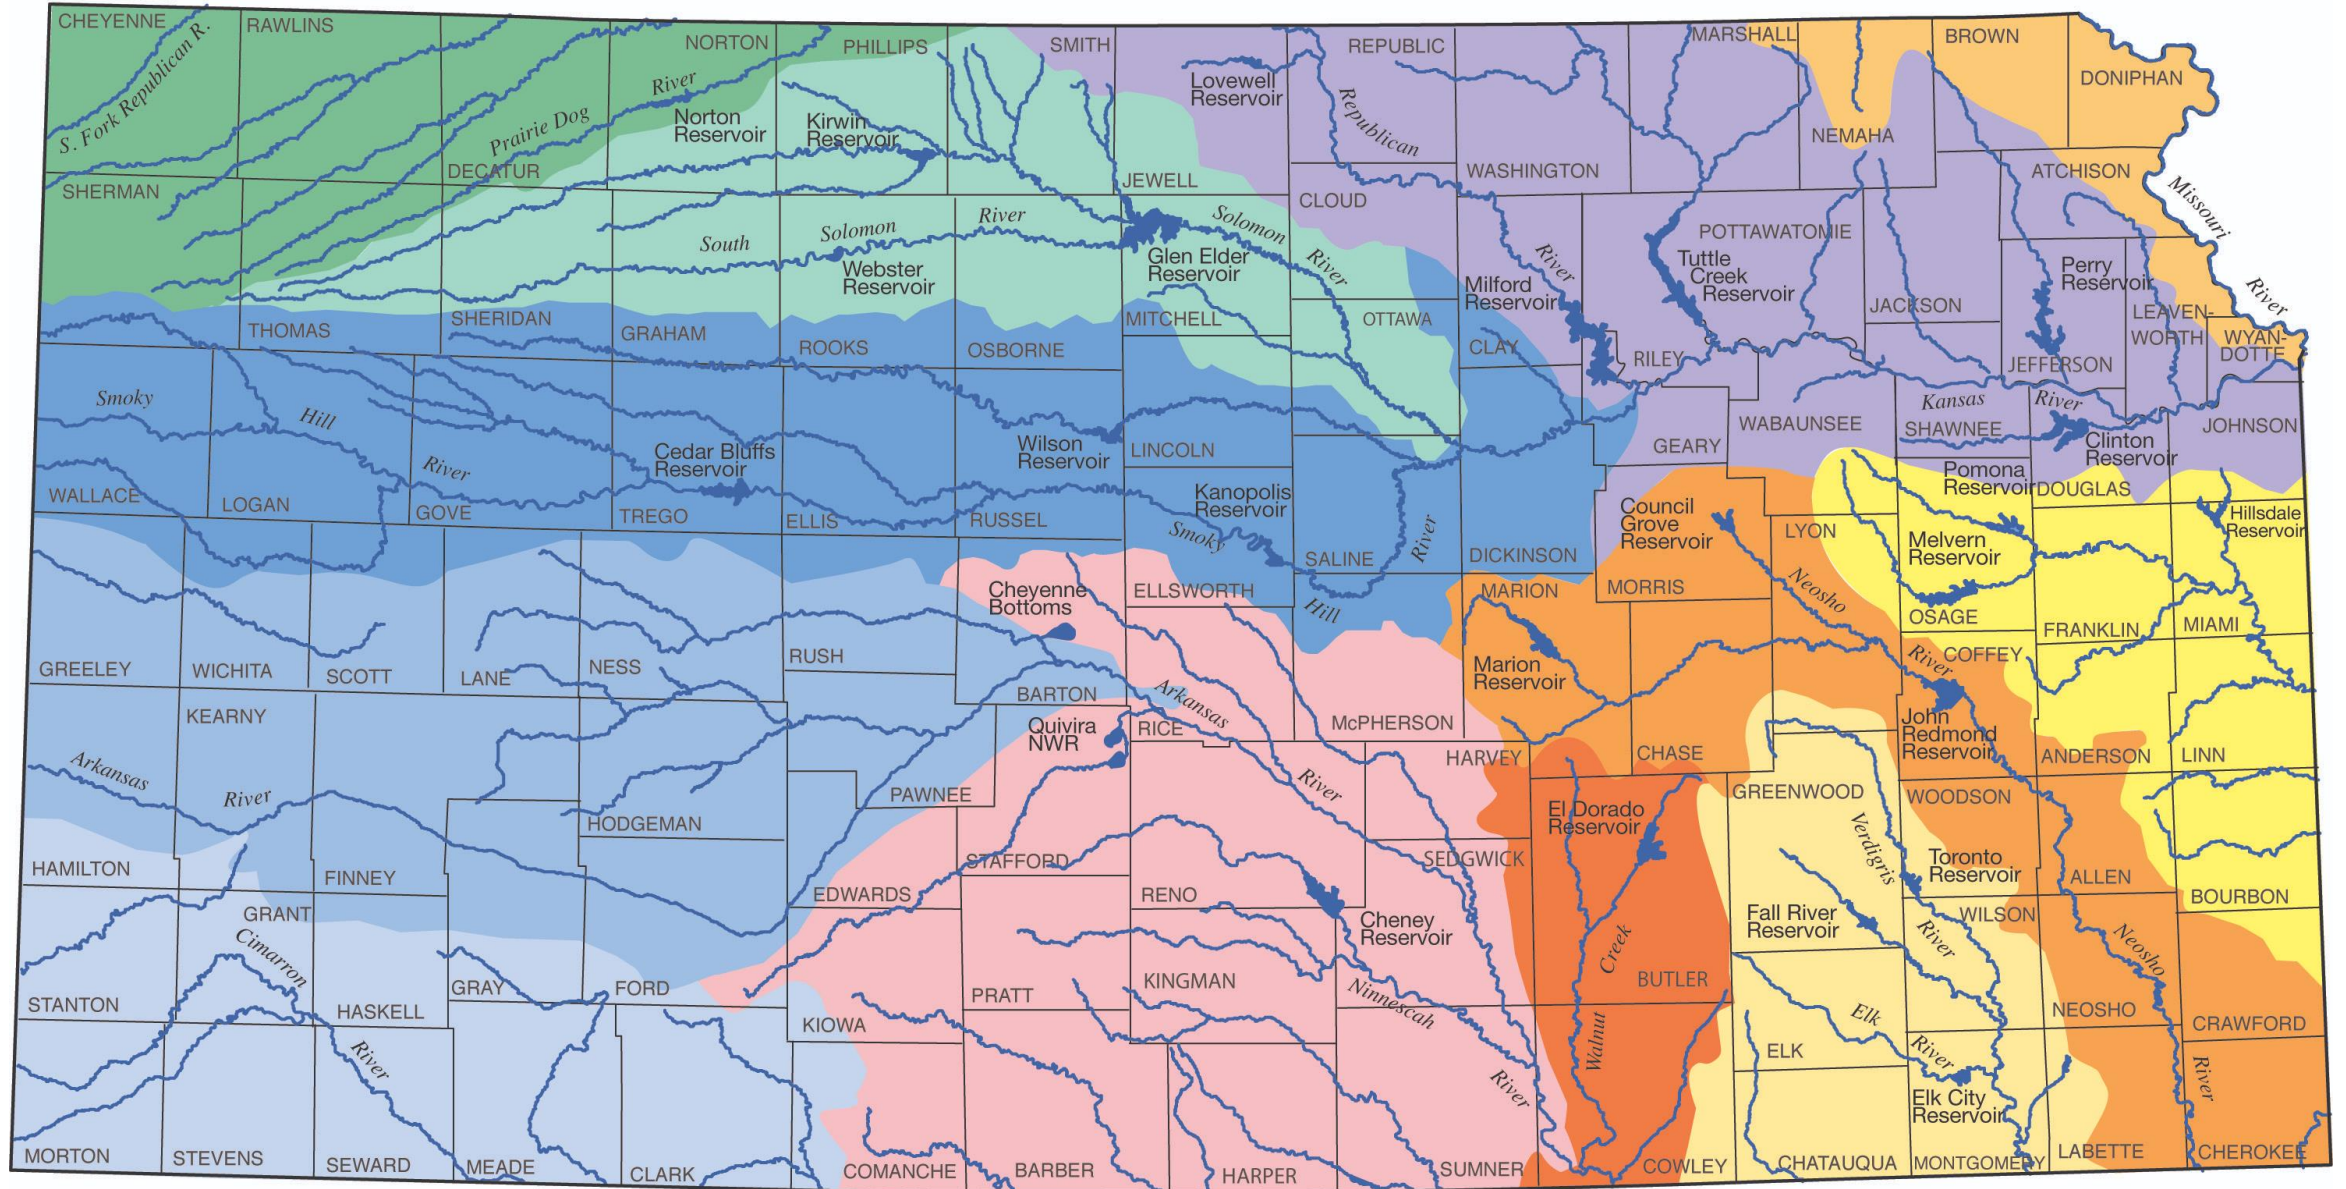 CHEYENNE
RAWLINS
NORTON
PHILLIPS
SMITH
REPUBLIC
MARSHALL
BROWN
DONIPHAN
S. Fork Republican R.
Prairie Dog
River
Norton
Reservoir
Kirwin
Reservoir
Lovewell
Reservoir
Republican
NEMAHA
ATCHISON
SHERMAN
DECATUR
JEWELL
WASHINGTON
CLOUD
Missouri
River
South
Solomon
River
Webster
Reservoir
Solomon
River
Glen Elder
Reservoir
River
Milford
Reservoir
POTTAWATOMIE
Tuttle
Creek
Reservoir
JACKSON
Perry
Reservoir
LEAVEN-
WORTH
WYAN-
DOTTE
THOMAS
SHERIDAN
GRAHAM
ROOKS
OSBORNE
MITCHELL
OTTAWA
CLAY
RILEY
JEFFERSON
Smoky
Hill
River
Cedar Bluffs
Reservoir
Wilson
Reservoir
LINCOLN
GEARY
WABAUNSEE
Kansas
River
SHAWNEE
Clinton
Reservoir
JOHNSON
WALLACE
LOGAN
GOVE
TREGO
ELLIS
RUSSEL
Kanopolis
Reservoir
Smoky
Hill
River
SALINE
DICKINSON
Council
Grove
Reservoir
LYON
Pomona
Reservoir
DOUGLAS
Melvern
Reservoir
Hillsdale
Reservoir
Cheyenne
Bottoms
ELLSWORTH
MARION
MORRIS
Neosho
River
OSAGE
FRANKLIN
MIAMI
GREELEY
WICHITA
SCOTT
LANE
NESS
RUSH
BARTON
Arkansas
River
Marion
Reservoir
COFFEY
KEARNY
Quivira
NWR
RICE
McPHERSON
HARVEY
CHASE
John
Redmond
Reservoir
ANDERSON
LINN
Arkansas
River
PAWNEE
HODGEMAN
El Dorado
Reservoir
GREENWOOD
WOODSON
HAMILTON
FINNEY
STAFFORD
EDWARDS
RENO
SEDGWICK
Verdigris
River
Toronto
Reservoir
ALLEN
BOURBON
GRANT
Cimarron
River
Cheney
Reservoir
Creek
Walnut
Fall River
Reservoir
WILSON
Neosho
River
STANTON
HASKELL
GRAY
FORD
KIOWA
PRATT
KINGMAN
Ninnescah
River
BUTLER
Elk
River
ELK
NEOSHO
CRAWFORD
Elk City
Reservoir
MORTON
STEVENS
SEWARD
MEADE
CLARK
COMANCHE
BARBER
HARPER
SUMNER
COWLEY
CHATAUQUA
MONTGOMERY
LABETTE
CHEROKEE